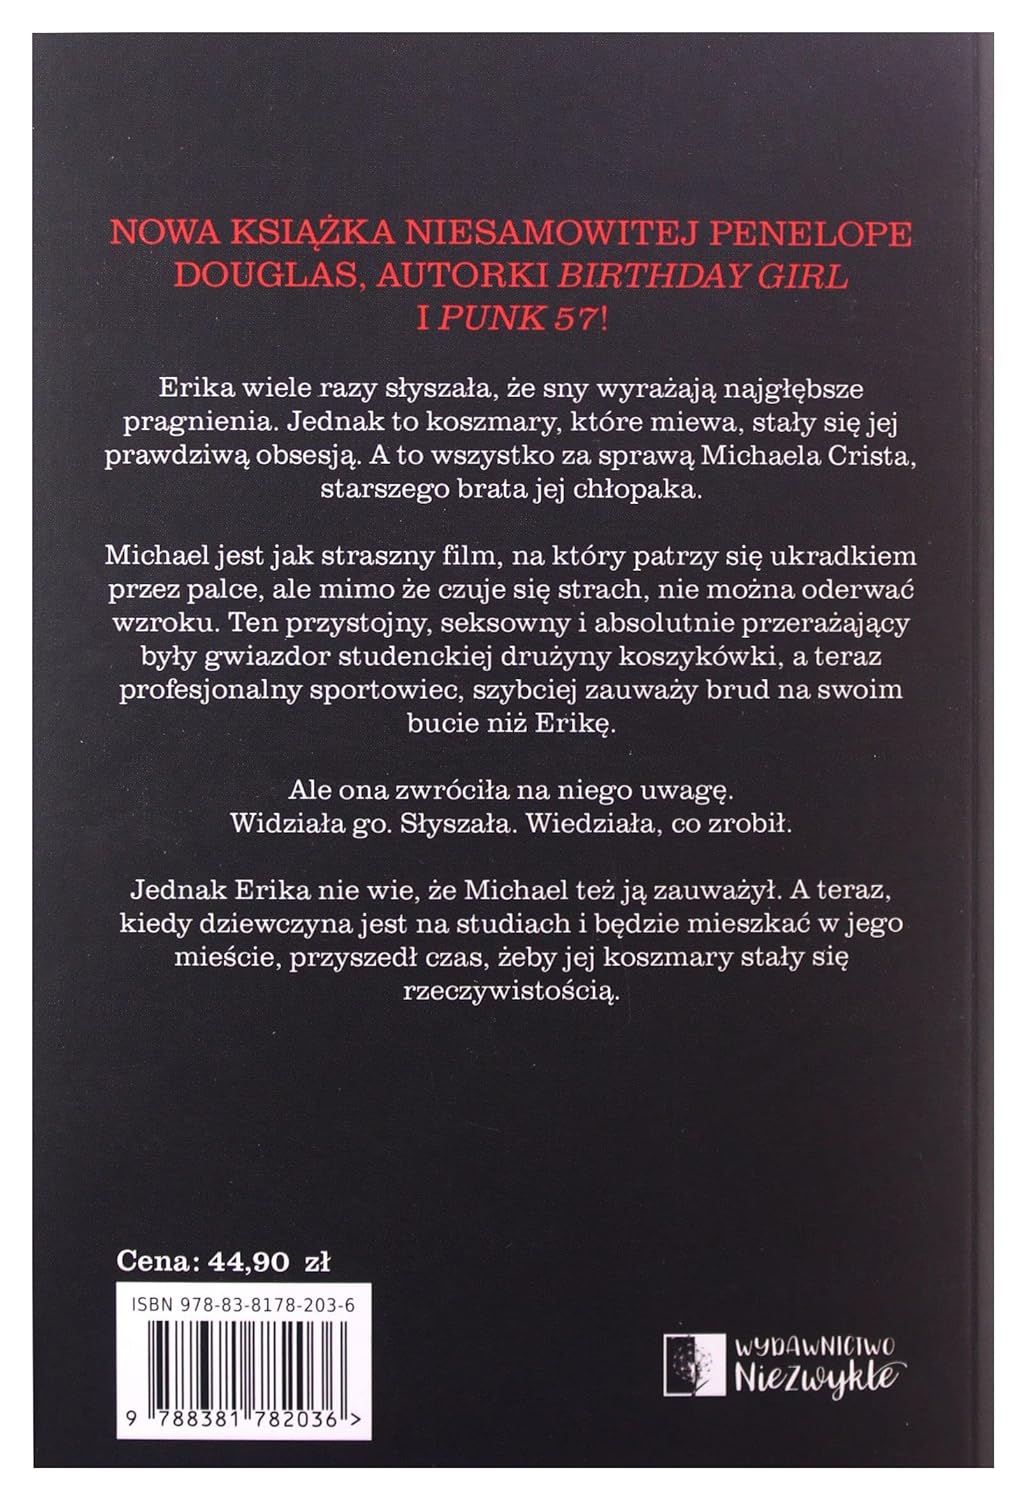 NOWA KSIĄŻKA NIESAMOWITEJ PENELOPE
DOUGLAS, AUTORKI BIRTHDAY GIRL
I PUNK 57!
Erika wiele razy słyszała, że sny wyrażają najgłębsze
pragnienia. Jednak to koszmary, które miewa, stały się jej
prawdziwą obsesją. A to wszystko za sprawą Michaela Crista,
starszego brata jej chłopaka.
Michael jest jak straszny film, na który patrzy się ukradkiem
przez palce, ale mimo że czuje się strach, nie można oderwać
wzroku. Ten przystojny, seksowny i absolutnie przerażający
były gwiazdor studenckiej drużyny koszykówki, a teraz
profesjonalny sportowiec, szybciej zauważy brud na swoim
bucie niż Erikę.
Ale ona zwróciła na niego uwagę.
Widziała go. Słyszała. Wiedziała, co zrobił.
Jednak Erika nie wie, że Michael też ją zauważył. A teraz,
kiedy dziewczyna jest na studiach i będzie mieszkać w jego
mieście, przyszedł czas, żeby jej koszmary stały się
rzeczywistością.
Cena: 44,90 zł
ISBN 978-83-8178-203-6
9 788381 782036 >
WYDAWNICTWO
NieZwykłe